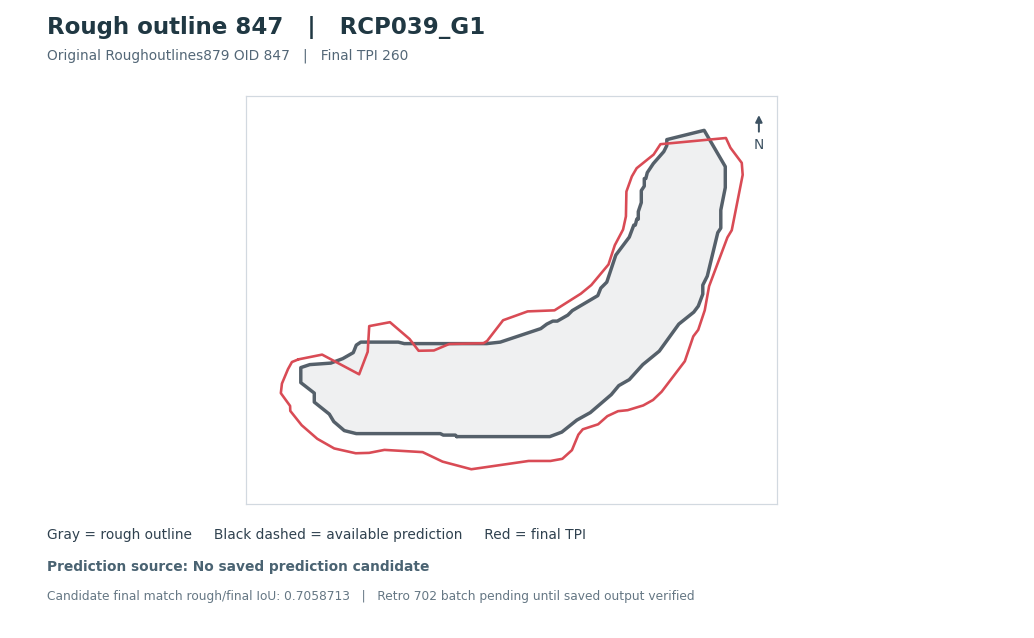 Rough outline 847   |   RCP039_G1
Original Roughoutlines879 OID 847   |   Final TPI 260
N
Gray = rough outline     Black dashed = available prediction     Red = final TPI
Prediction source: No saved prediction candidate
Candidate final match rough/final IoU: 0.7058713   |   Retro 702 batch pending until saved output verified